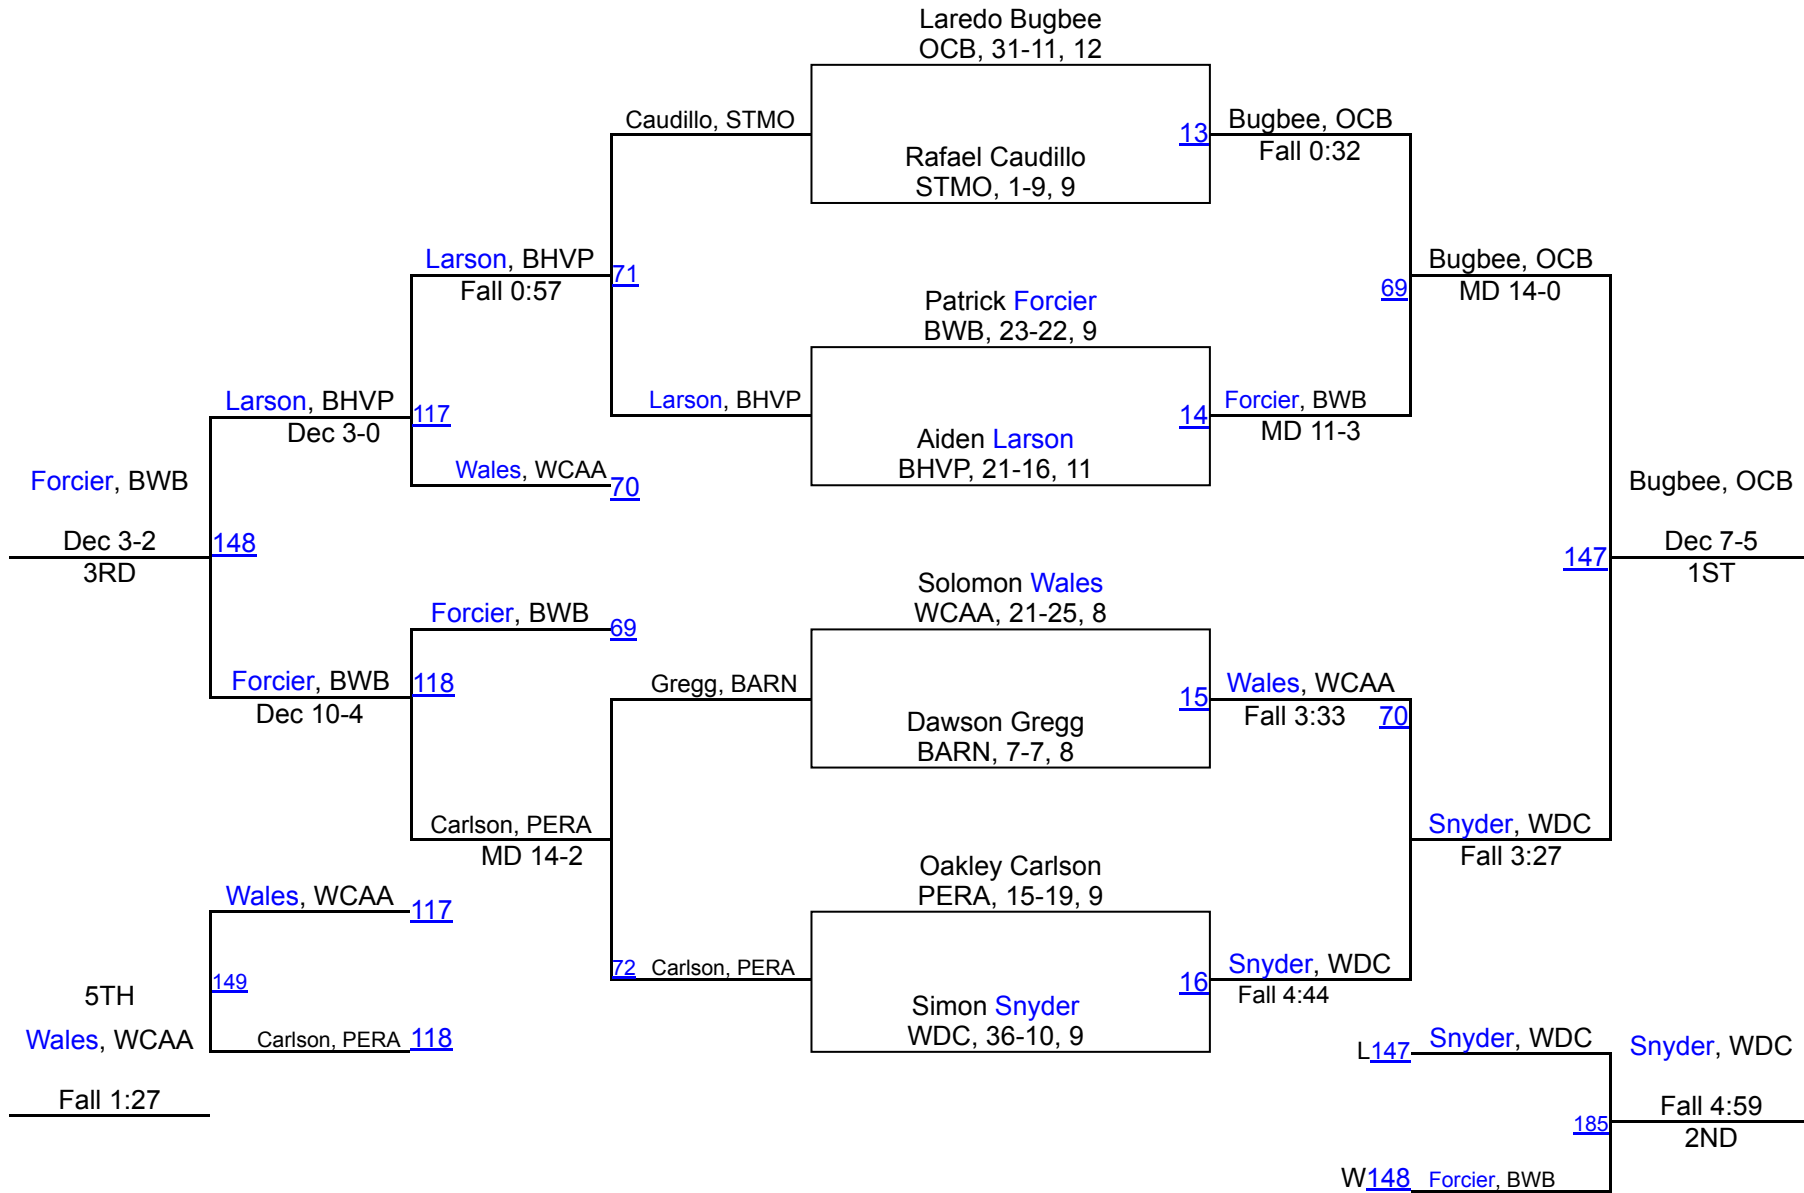 Laredo Bugbee
OCB, 31-11, 12
Caudillo, STMO
13
Bugbee, OCB
Fall 0:32
Rafael Caudillo
STMO, 1-9, 9
Larson, BHVP
Fall 0:57
71
Patrick Forcier
BWB, 23-22, 9
69
Bugbee, OCB
MD 14-0
Larson, BHVP
Dec 3-0
117
Larson, BHVP
14
Forcier, BWB
MD 11-3
Aiden Larson
BHVP, 21-16, 11
Wales, WCAA
70
Forcier, BWB
Dec 3-2
3RD
148
Bugbee, OCB
147
Dec 7-5
1ST
Solomon Wales
WCAA, 21-25, 8
Forcier, BWB
69
Forcier, BWB
Dec 10-4
118
Gregg, BARN
15
Wales, WCAA
Fall 3:33
70
Dawson Gregg
BARN, 7-7, 8
Carlson, PERA
MD 14-2
Snyder, WDC
Fall 3:27
Oakley Carlson
PERA, 15-19, 9
Wales, WCAA
117
72
Carlson, PERA
16
Snyder, WDC
Fall 4:44
Simon Snyder
WDC, 36-10, 9
149
5TH
Wales, WCAA
Carlson, PERA
118
Fall 1:27
L147
Snyder, WDC
Snyder, WDC
Fall 4:59
185
2ND
W148
Forcier, BWB